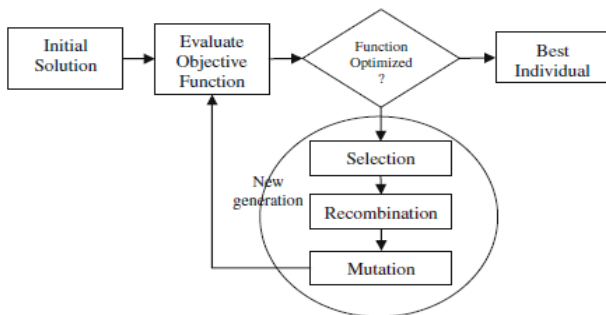 Initial
Solution
Evaluate
Objective
Function
Function
Optimized
?
Best
Individual
Selection
New
generation
Recombination
Mutation